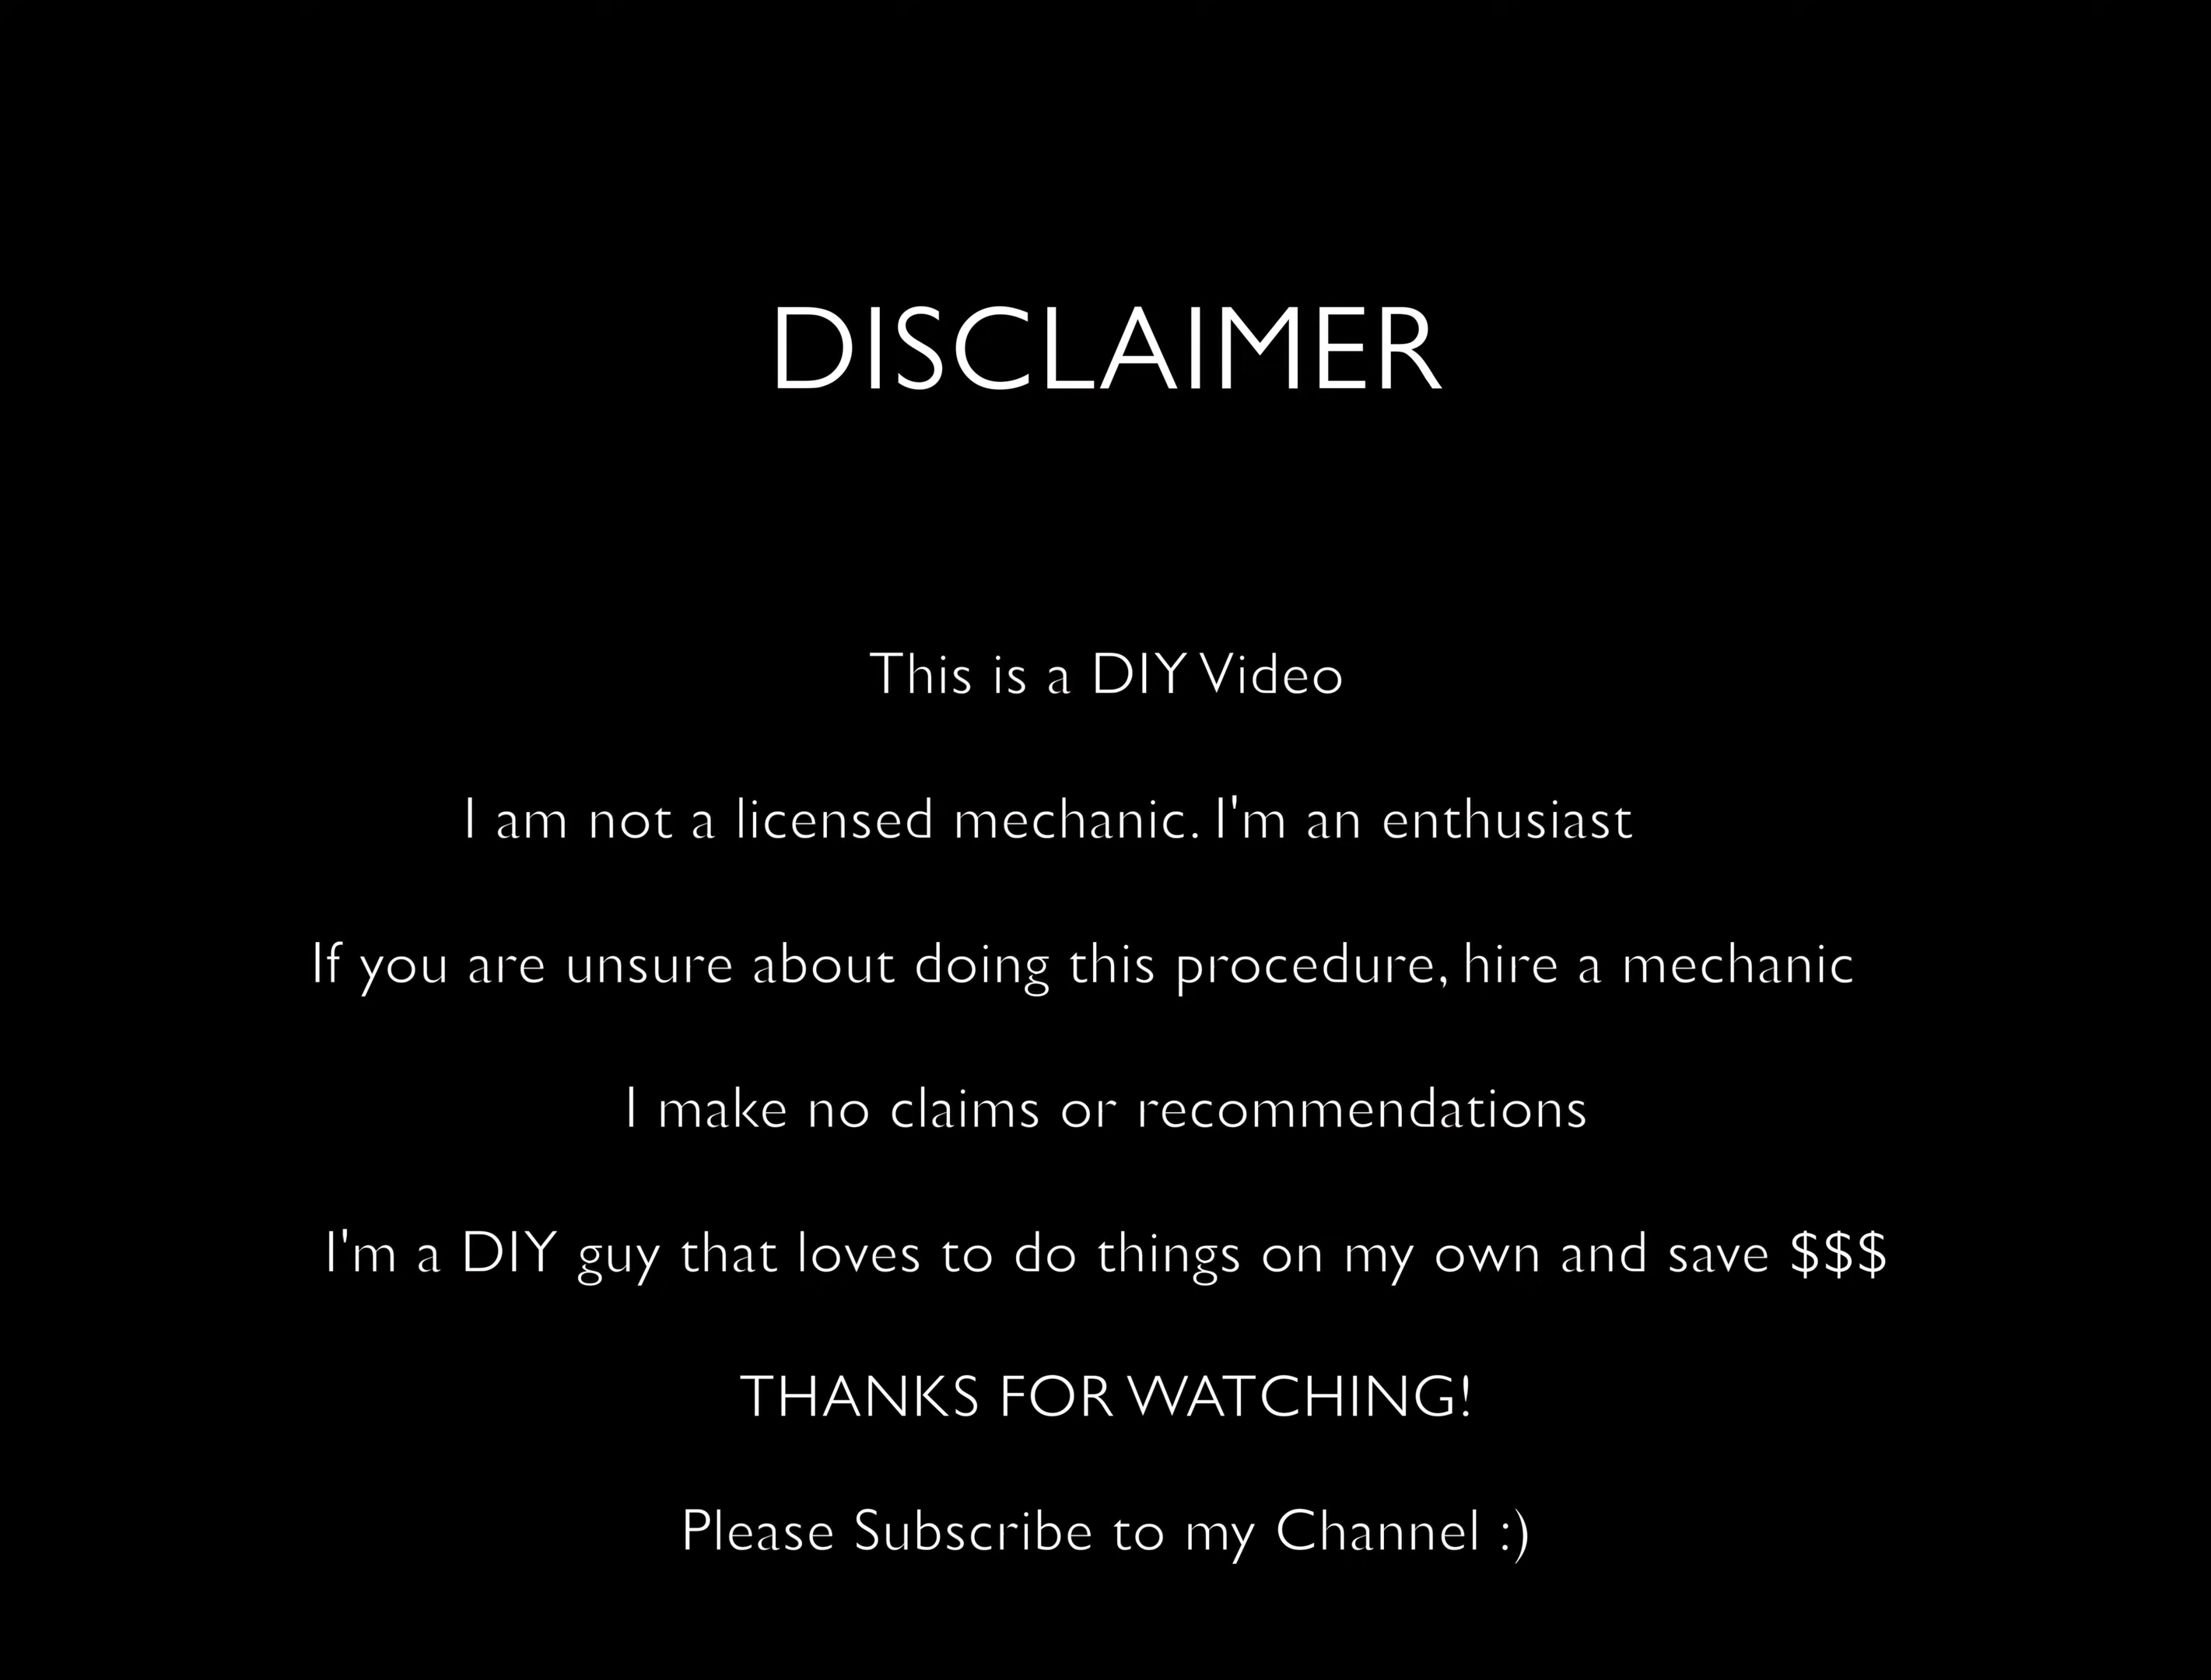 DISCLAIMER
This is a DIY Video
I am not a licensed mechanic. I'm an enthusiast
If you are unsure about doing this procedure, hire a mechanic
I make no claims or recommendations
I'm a DIY guy that loves to do things on my own and save $$$
THANKS FOR WATCHING!
Please Subscribe to my Channel :)